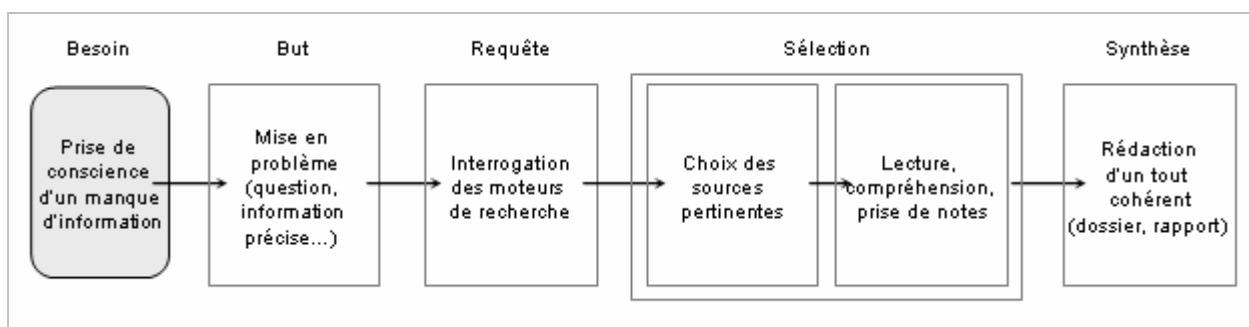 Besoin
But
Requête
Sélection
Synthèse
Prise de
conscience
d'un manque
d'information
Mise en
problème
(question,
information
précise...)
Interrogation
des moteurs
de recherche
Choix des
sources
pertinentes
Lecture,
compréhension,
prise de notes
Rédaction
d'un tout
cohérent
(dossier, rapport)